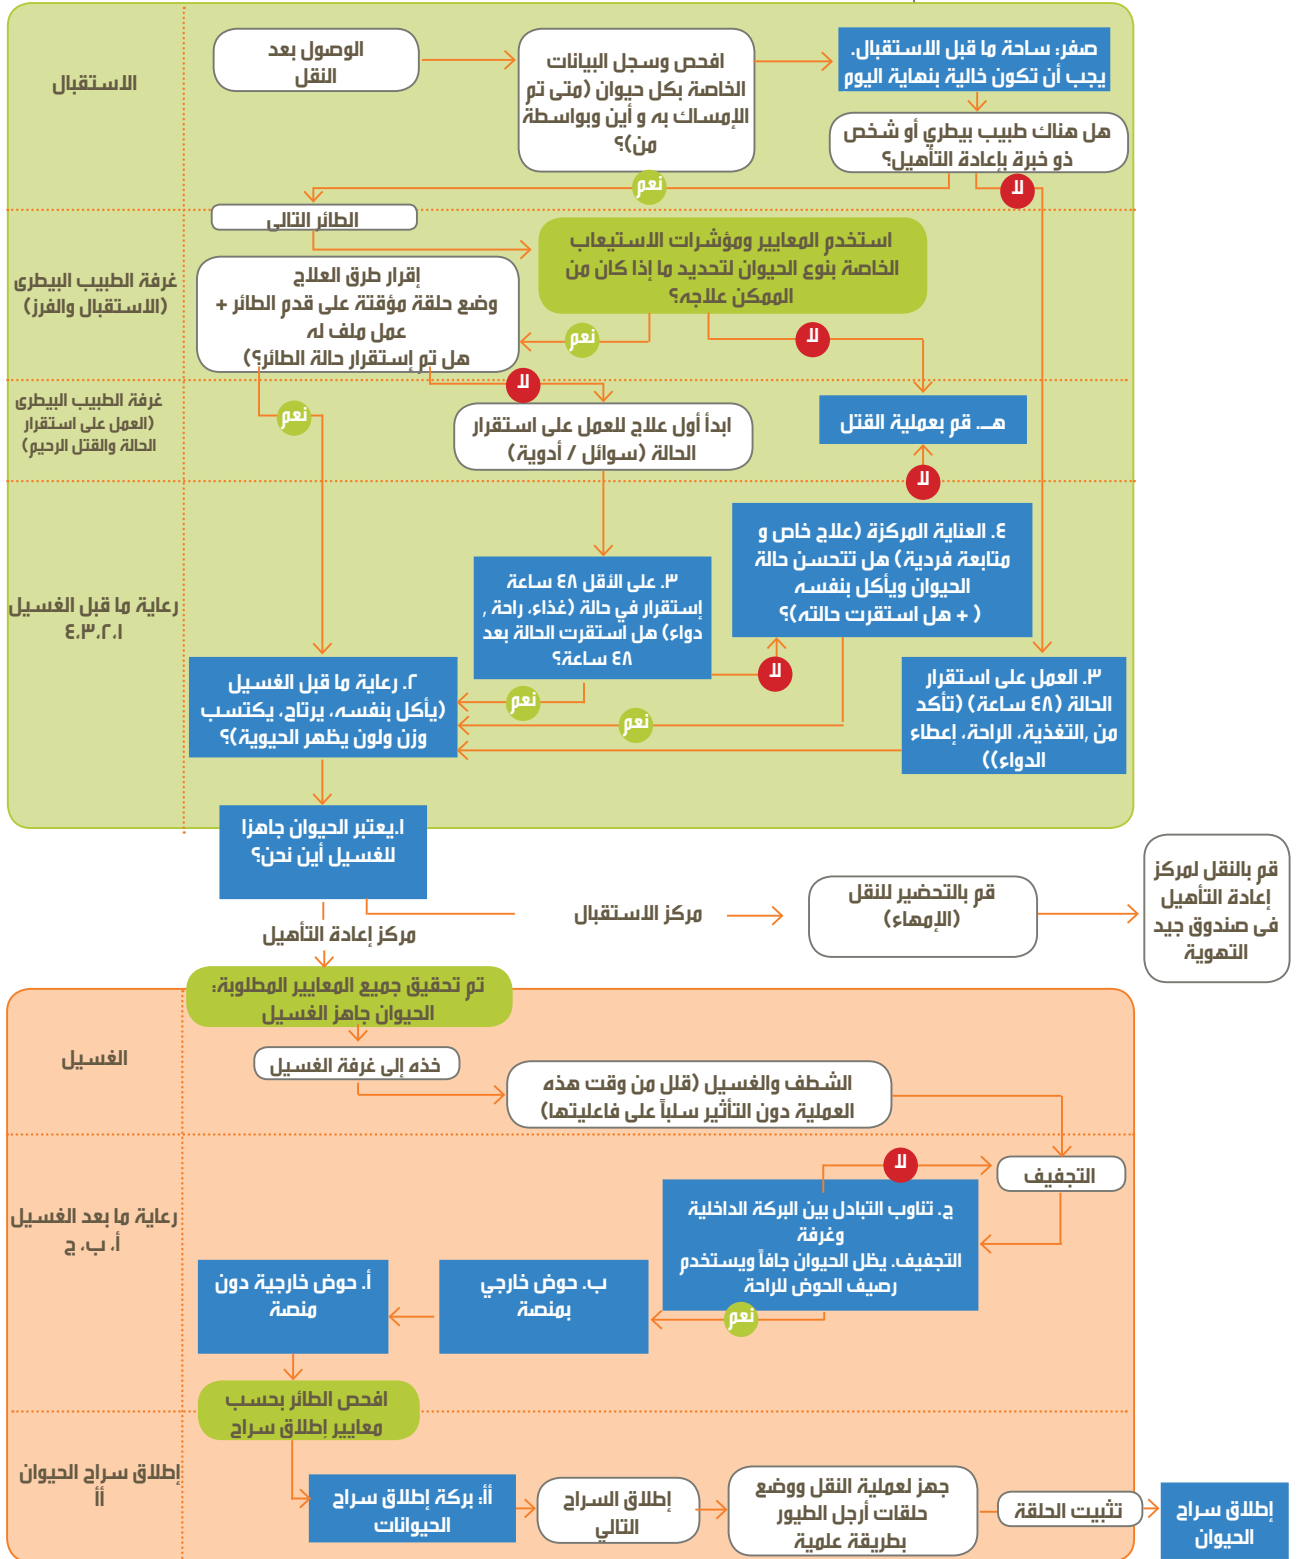 الاستقبال
الوصول بعد
النقل
افحص وسجل البيانات
الخاصة بكل حيوان (متى تم
الإمساك به و أين وبواسطة
من)؟
صفر: ساحة ما قبل الاستقبال.
يجب أن تكون خالية بنهاية اليوم
هل هناك طبيب بيطري أو شخص
ذو خبرة بإعادة التأهيل؟
نعم
لا
غرفة الطبيب البيطرى
(الاستقبال والفرز)
الطائر التالى
استخدم المعايير ومؤشرات الاستيعاب
الخاصة بنوع الحيوان لتحديد ما إذا كان من
الممكن علاجه؟
إقرار طرق العلاج
وضع حلقة مؤقتة على قدم الطائر +
عمل ملف له
هل تم إستقرار حالة الطائر؟)
نعم
لا
غرفة الطبيب البيطرى
(العمل على استقرار
الحالة والقتل الرحيم)
لا
نعم
ابدأ أول علاج للعمل على استقرار
الحالة (سوائل / أدوية)
هـ. قم بعملية القتل
لا
رعاية ما قبل الغسيل
٤،٣،٢،١
٤. العناية المركزة (علاج خاص و
متابعة فردية) هل تتحسن حالة
الحيوان ويأكل بنفسه
( + هل استقرت حالته)؟
٣. على الأقل ٤٨ ساعة
إستقرار في حالة (غذاء، راحة ,
دواء) هل استقرت الحالة بعد
٤٨ ساعة؟
لا
نعم
نعم
٣. العمل على استقرار
الحالة (٤٨ ساعة) (تأكد
من ,التغذية، الراحة، إعطاء
الدواء))
٢. رعاية ما قبل الغسيل
(يأكل بنفسه، يرتاح، يكتسب
وزن ولون يظهر الحيوية)؟
١.يعتبر الحيوان جاهزا
للغسيل أين نحن؟
مركز الاستقبال
قم بالتحضير للنقل
(الإمهاء)
قم بالنقل لمركز
إعادة التأهيل
فى صندوق جيد
التهوية
مركز إعادة التأهيل
تم تحقيق جميع المعايير المطلوبة:
الحيوان جاهز الغسيل
الغسيل
خذه إلى غرفة الغسيل
الشطف والغسيل (قلل من وقت هذه
العملية دون التأثير سلباً على فاعليتها)
رعاية ما بعد الغسيل
أ، ب، ج
التجفيف
لا
ج. تناوب التبادل بين البركة الداخلية
وغرفة
التجفيف. يظل الحيوان جافاً ويستخدم
رصيف الحوض للراحة
نعم
ب. حوض خارجي
بمنصة
أ. حوض خارجية دون
منصة
افحص الطائر بحسب
معايير إطلاق سراح
إطلاق سراح الحيوان
أأ
أأ: بركة إطلاق سراح
الحيوانات
إطلاق السراح
التالي
جهز لعملية النقل ووضع
حلقات أرجل الطيور
بطريقة علمية
تثبيت الحلقة
إطلاق سراح
الحيوان